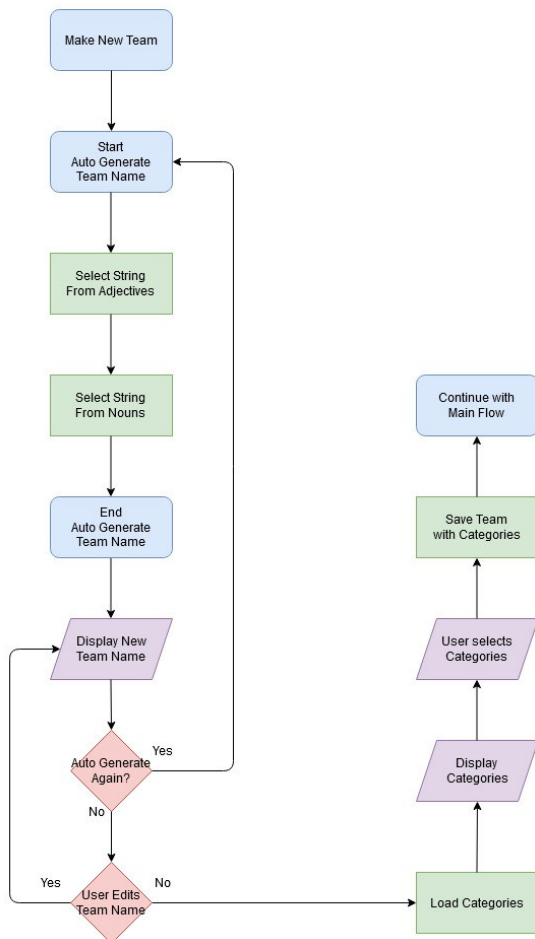 Make New Team
Start
Auto Generate
Team Name
Select String
From Adjectives
Select String
From Nouns
End
Auto Generate
Team Name
Display New
Team Name
Auto Generate
Again?
Yes
No
User Edits
Team Name
Yes
No
Load Categories
Display
Categories
User selects
Categories
Save Team
with Categories
Continue with
Main Flow